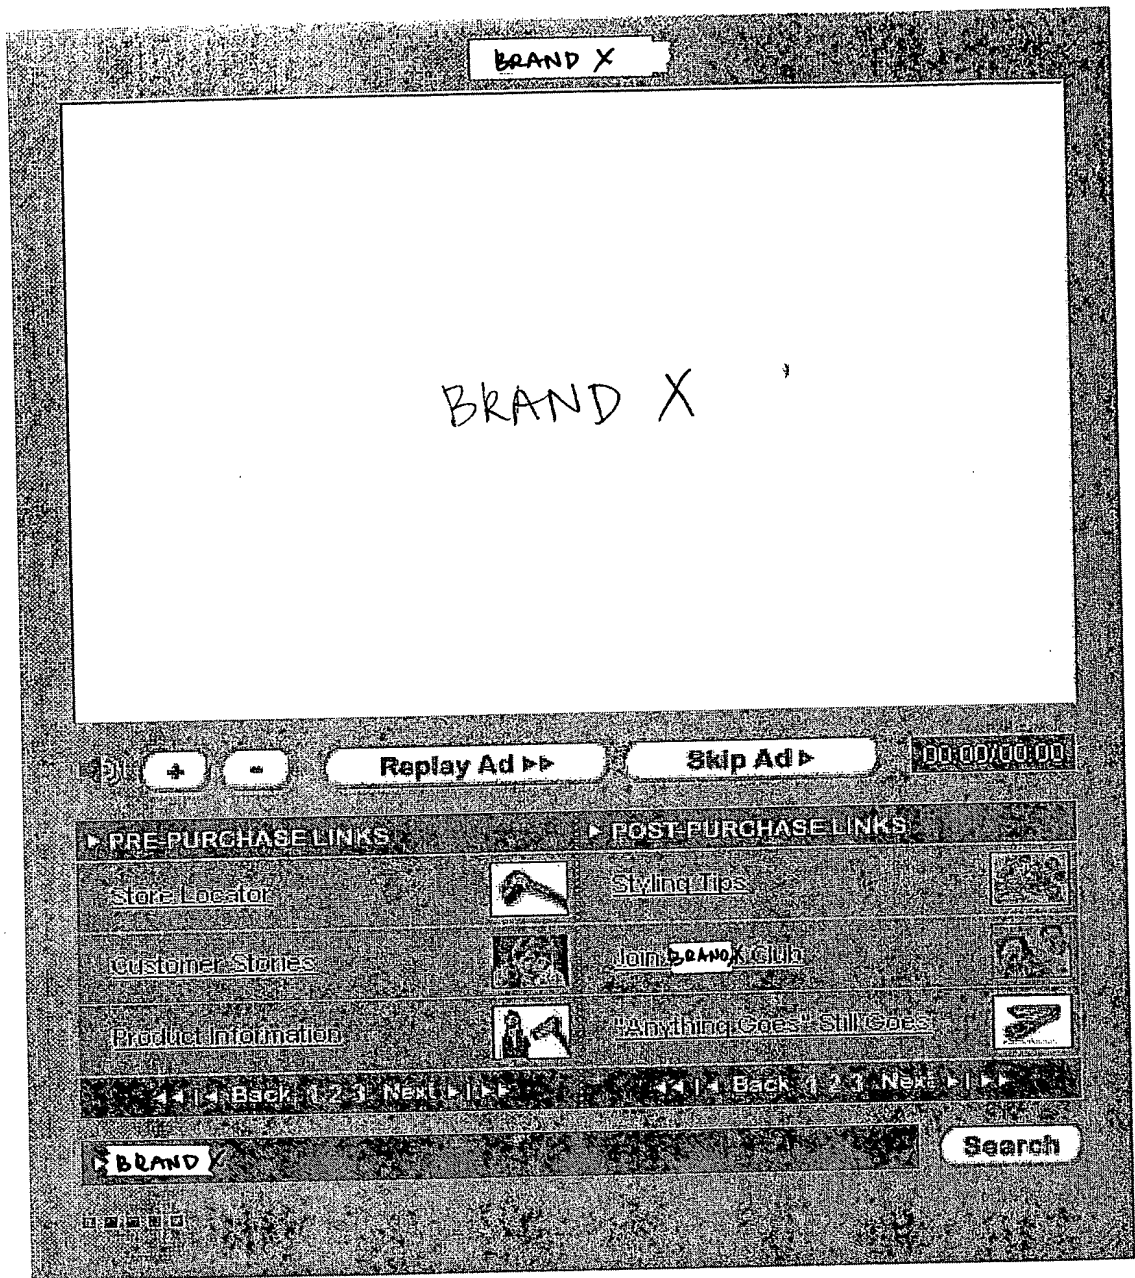 BRAND X
BRAND X
+ - Replay Ad ▸▸ Skip Ad ▸ 00:00/00:00
▸ PRE-PURCHASE LINKS ▸ POST-PURCHASE LINKS
Store Locator Styling Tips
Customer Stories Join BRAND X Club
Product Information "Anything Goes" Still Goes
◂◂ | ◂ Back 1 2 3 Next ▸ | ▸▸ ◂◂ | ◂ Back 1 2 3 Next ▸ | ▸▸
BRAND X Search